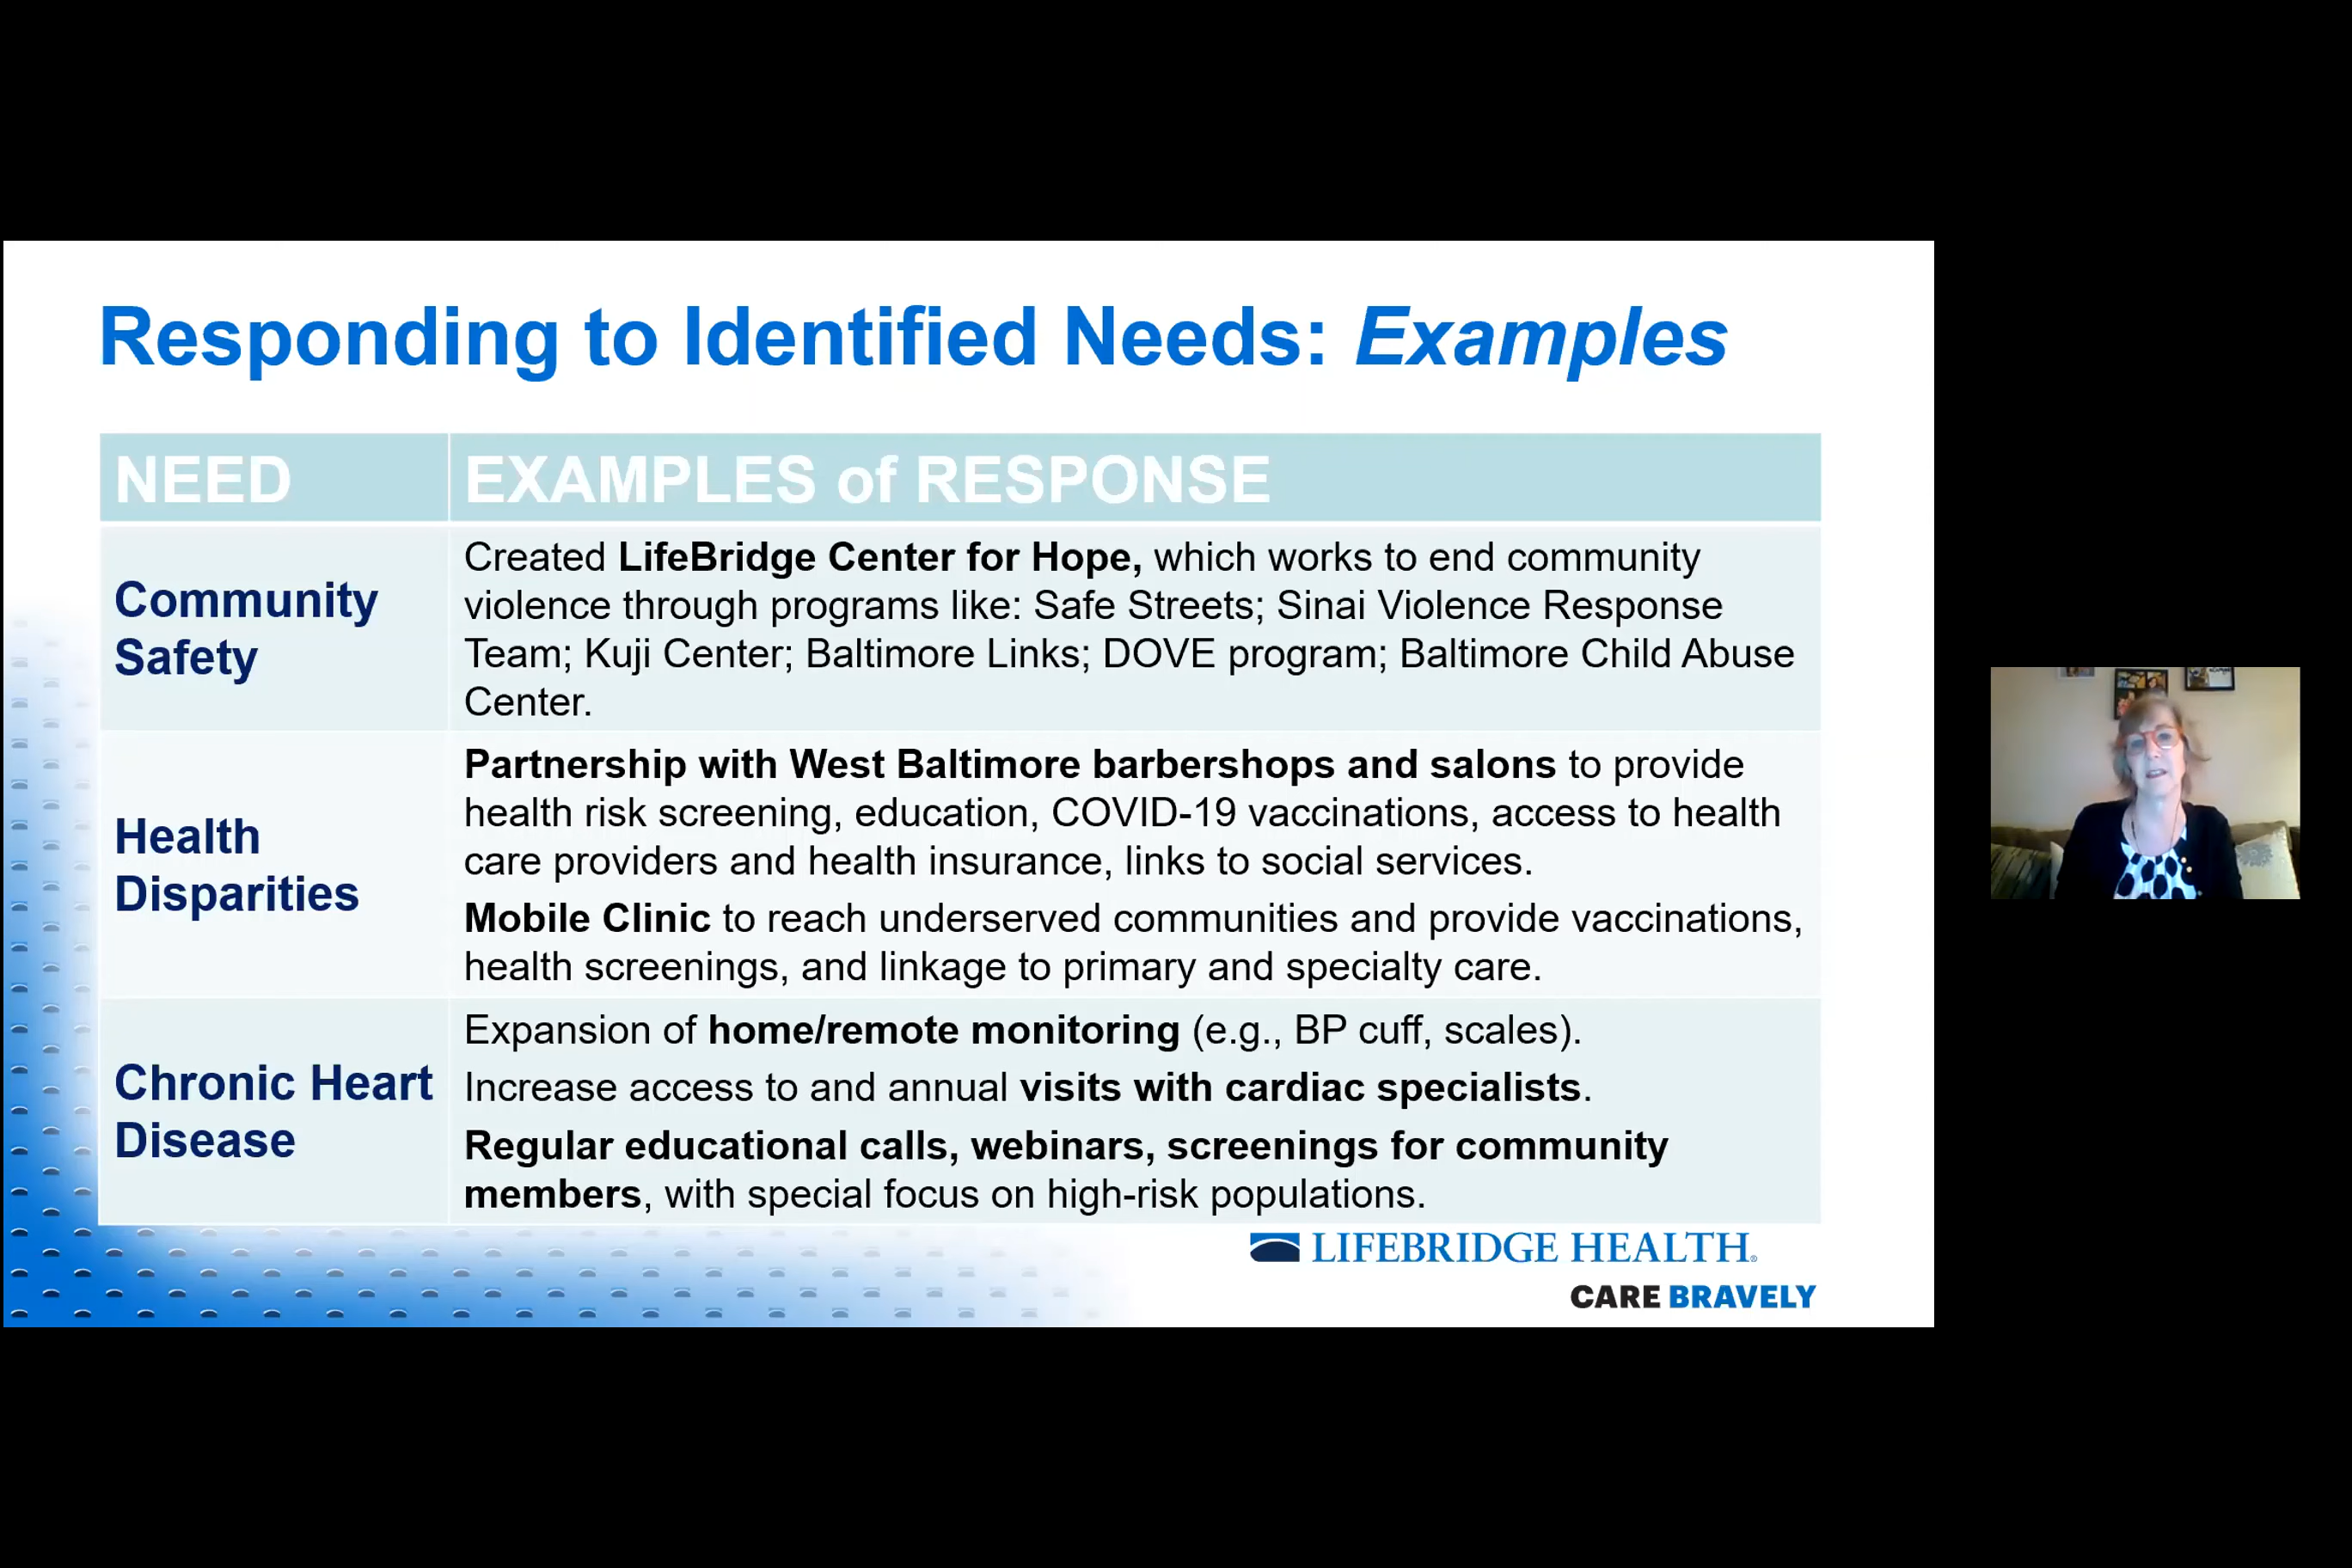 Responding to Identified Needs: Examples
NEED
EXAMPLES of RESPONSE
Community
Safety
Created LifeBridge Center for Hope, which works to end community
violence through programs like: Safe Streets; Sinai Violence Response
Team; Kuji Center; Baltimore Links; DOVE program; Baltimore Child Abuse
Center.
Health
Disparities
Partnership with West Baltimore barbershops and salons to provide
health risk screening, education, COVID-19 vaccinations, access to health
care providers and health insurance, links to social services.
Mobile Clinic to reach underserved communities and provide vaccinations,
health screenings, and linkage to primary and specialty care.
Chronic Heart
Disease
Expansion of home/remote monitoring (e.g., BP cuff, scales).
Increase access to and annual visits with cardiac specialists.
Regular educational calls, webinars, screenings for community
members, with special focus on high-risk populations.
LIFEBRIDGE HEALTH®
CARE BRAVELY